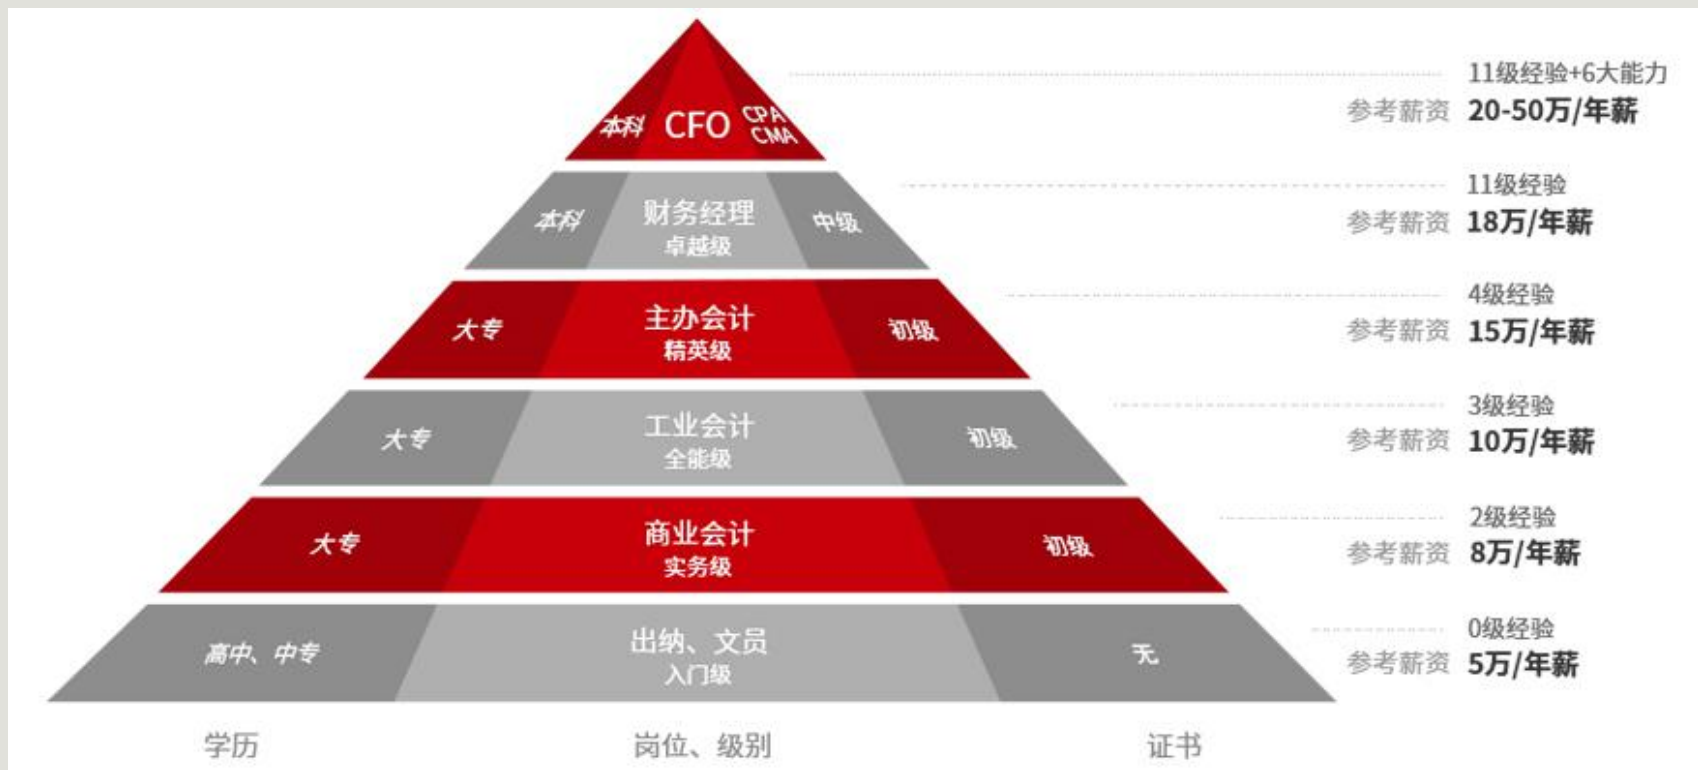 11级经验+6大能力
本科 CFO CPA CMA 参考薪资 20-50万/年薪
11级经验
本科 财务经理 中级 参考薪资 18万/年薪
卓越级
4级经验
大专 主办会计 初级 参考薪资 15万/年薪
精英级
3级经验
大专 工业会计 初级 参考薪资 10万/年薪
全能级
2级经验
大专 商业会计 初级 参考薪资 8万/年薪
实务级
0级经验
高中、中专 出纳、文员 无 参考薪资 5万/年薪
入门级
学历 岗位、级别 证书